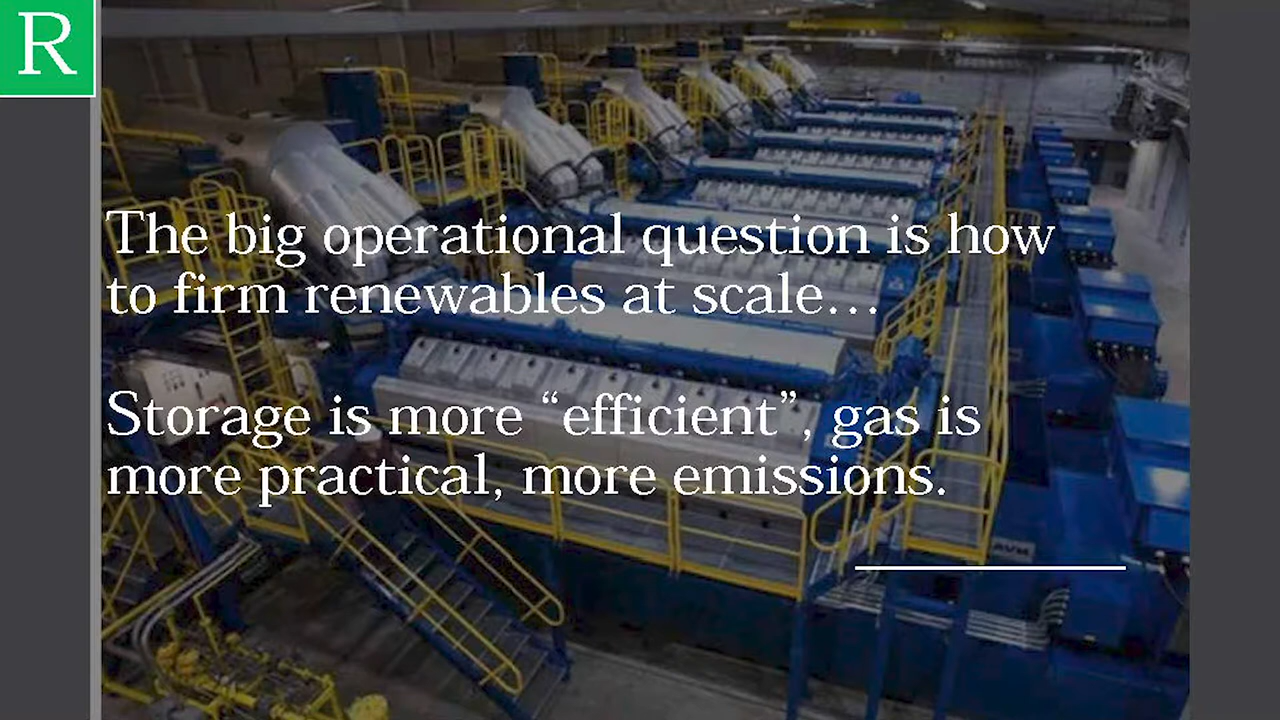 R
The big operational question is how
to firm renewables at scale…
Storage is more “efficient”, gas is
more practical, more emissions.